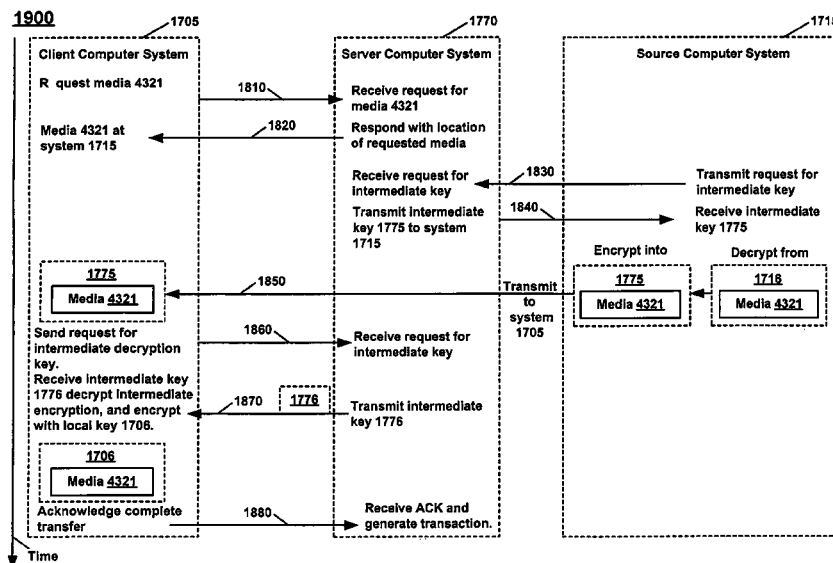 1900
1705
1770
1715
Client Computer System
Server Computer System
Source Computer System
R quest media 4321
1810
Receive request for
media 4321
Media 4321 at
system 1715
1820
Respond with location
of requested media
Receive request for
intermediate key
1830
Transmit request for
intermediate key
Transmit intermediate
key 1775 to system
1715
1840
Receive intermediate
key 1775
Encrypt into
Decrypt from
1775
Media 4321
1850
Transmit
to
system
1705
1775
Media 4321
1716
Media 4321
Send request for
intermediate decryption
key.
1860
Receive request for
intermediate key
Receive intermediate key
1776 decrypt intermediate
encryption, and encrypt
with local key 1706.
1870
1776
Transmit intermediate
key 1776
1706
Media 4321
Acknowledge complete
transfer
1880
Receive ACK and
generate transaction.
Time